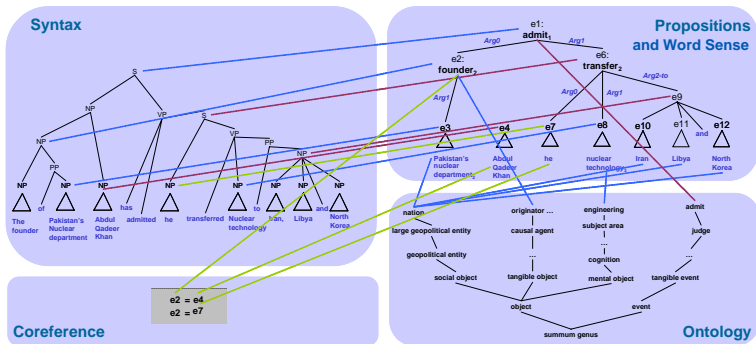 Syntax
S
NP
VP
S
NP
VP
PP
PP
NP
NP
NP
NP
NP
NP
NP
NP
NP
The
founder
of
Pakistan's
Nuclear
department
Abdul
Qadeer
Khan
has
admitted
he
transferred
Nuclear
technology
to
Iran,
Libya
and
North
Korea
Propositions
and Word Sense
e1:
admit1
Arg0
Arg1
e2:
founder2
e6:
transfer2
Arg1
Arg0
Arg1
Arg2-to
e9
e3
e4
e7
e8
e10
e11
and
e12
Pakistan's
nuclear
department2
Abdul
Qadeer
Khan
he
nuclear
technology2
Iran
Libya
North
Korea
nation
originator ...
engineering
admit
large geopolitical entity
causal agent
subject area
judge
geopolitical entity
...
...
...
cognition
social object
tangible object
mental object
tangible event
object
event
summum genus
Ontology
Coreference
e2 = e4
e2 = e7